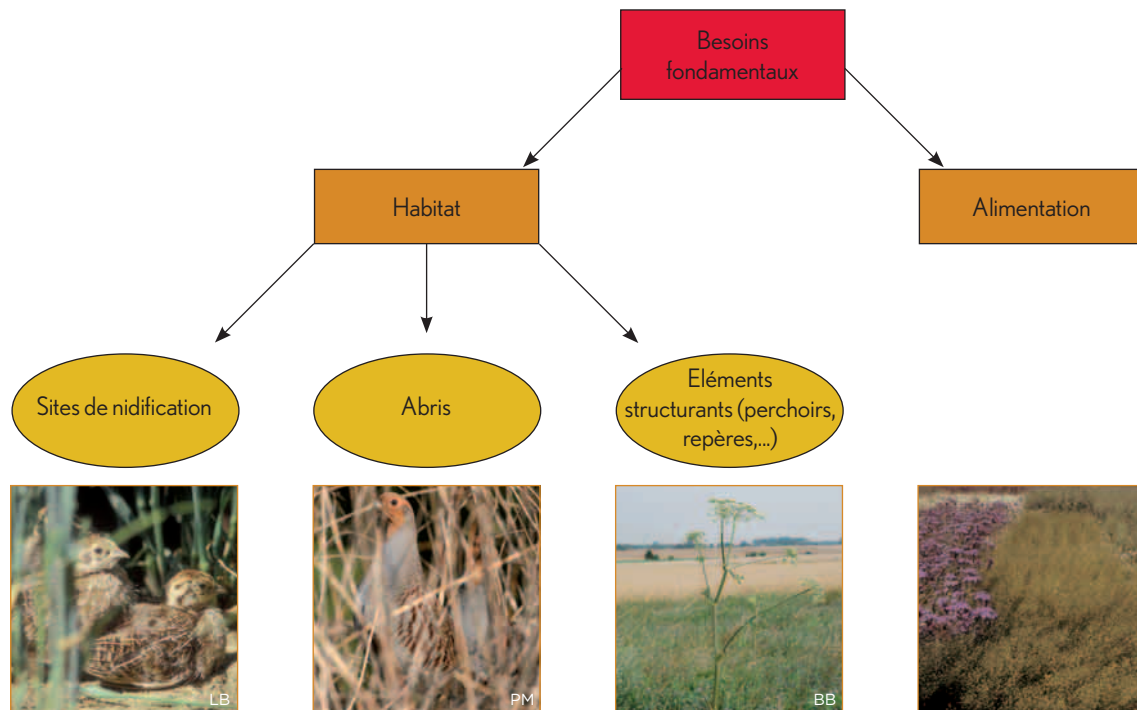 Besoins
fondamentaux
Habitat
Alimentation
Sites de nidification
Abris
Eléments
structurants (perchoirs,
repères,...)
LB
PM
BB